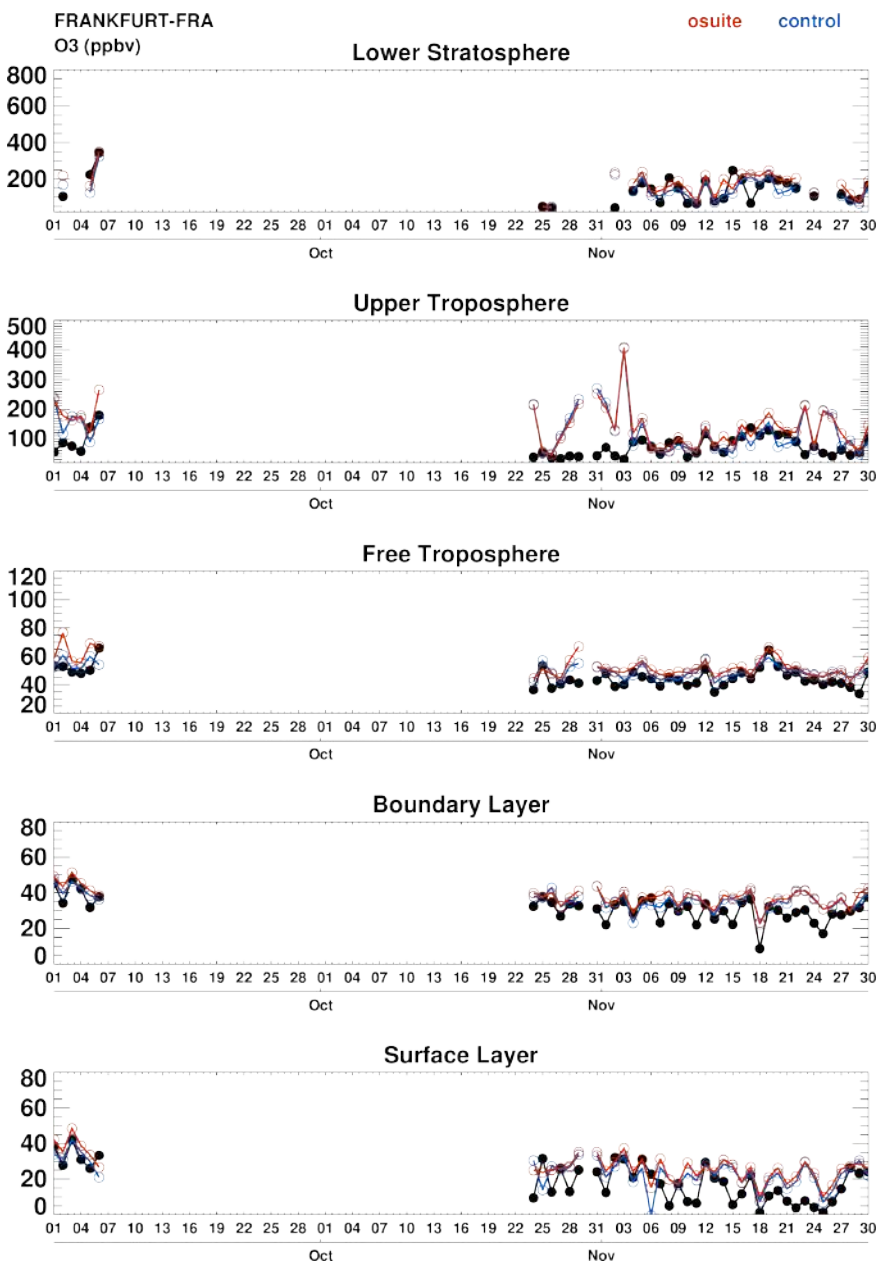 FRANKFURT-FRA
osuite control
O3 (ppbv)
Lower Stratosphere
800
600
400
200
01 04 07 10 13 16 19 22 25 28 01 04 07 10 13 16 19 22 25 28 31 03 06 09 12 15 18 21 24 27 30
Oct Nov
Upper Troposphere
500
400
300
200
100
01 04 07 10 13 16 19 22 25 28 01 04 07 10 13 16 19 22 25 28 31 03 06 09 12 15 18 21 24 27 30
Oct Nov
Free Troposphere
120
100
80
60
40
20
01 04 07 10 13 16 19 22 25 28 01 04 07 10 13 16 19 22 25 28 31 03 06 09 12 15 18 21 24 27 30
Oct Nov
Boundary Layer
80
60
40
20
0
01 04 07 10 13 16 19 22 25 28 01 04 07 10 13 16 19 22 25 28 31 03 06 09 12 15 18 21 24 27 30
Oct Nov
Surface Layer
80
60
40
20
0
01 04 07 10 13 16 19 22 25 28 01 04 07 10 13 16 19 22 25 28 31 03 06 09 12 15 18 21 24 27 30
Oct Nov